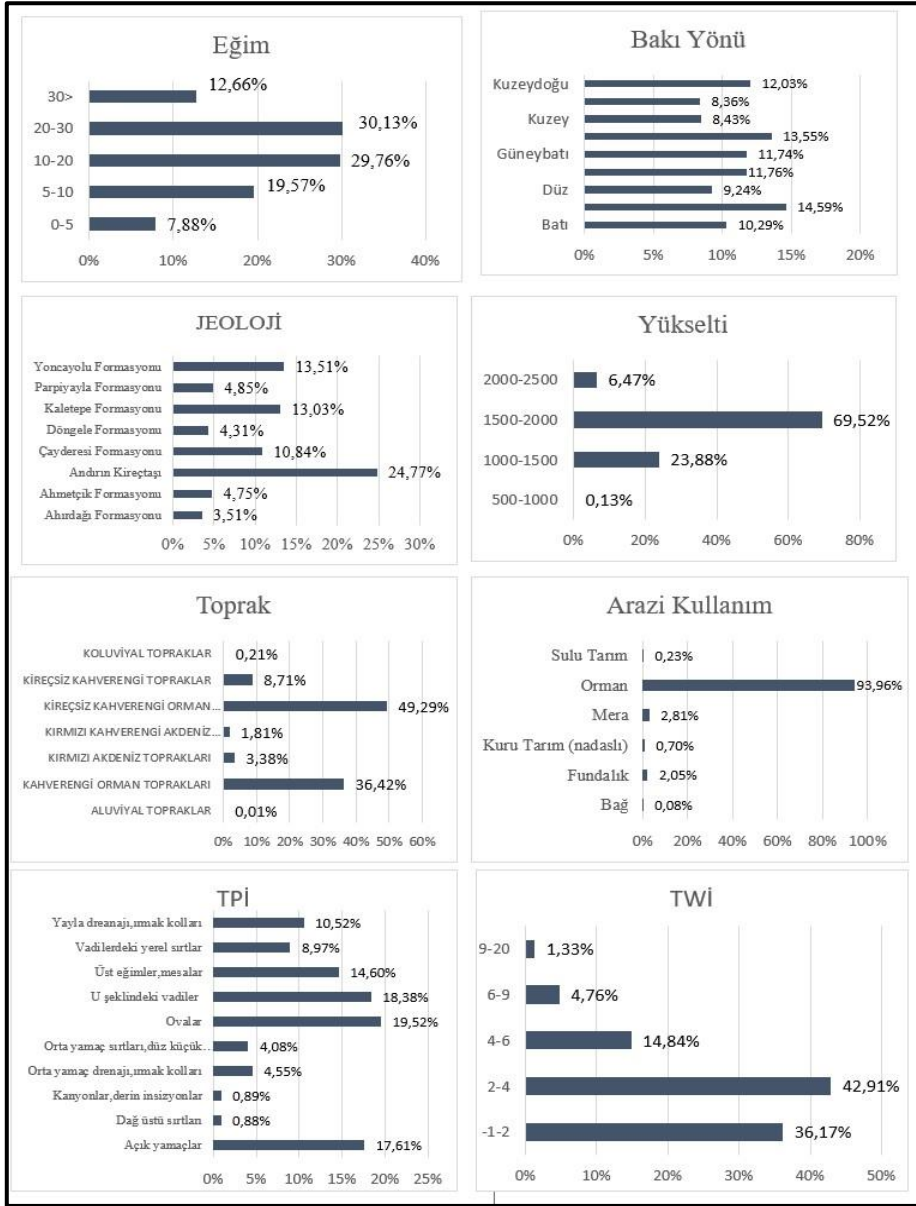 Eğim
30> 12,66%
20-30 30,13%
10-20 29,76%
5-10 19,57%
0-5 7,88%
0% 10% 20% 30% 40%
Bakı Yönü
Kuzeydoğu 12,03%
8,36%
Kuzey 8,43%
13,55%
Güneybatı 11,74%
11,76%
Düz 9,24%
14,59%
Batı 10,29%
0% 5% 10% 15% 20%
JEOLOJİ
Yoncayolu Formasyonu 13,51%
Parpiyayla Formasyonu 4,85%
Kaletepe Formasyonu 13,03%
Döngele Formasyonu 4,31%
Çayderesi Formasyonu 10,84%
Andırın Kireçtaşı 24,77%
Ahmetçik Formasyonu 4,75%
Ahırdağı Formasyonu 3,51%
0% 5% 10% 15% 20% 25% 30%
Yükselti
2000-2500 6,47%
1500-2000 69,52%
1000-1500 23,88%
500-1000 0,13%
0% 20% 40% 60% 80%
Toprak
KOLUVİYAL TOPRAKLAR 0,21%
KİREÇSİZ KAHVERENGİ TOPRAKLAR 8,71%
KİREÇSİZ KAHVERENGİ ORMAN... 49,29%
KIRMIZI KAHVERENGİ AKDENİZ... 1,81%
KIRMIZI AKDENİZ TOPRAKLARI 3,38%
KAHVERENGİ ORMAN TOPRAKLARI 36,42%
ALUVİYAL TOPRAKLAR 0,01%
0% 10% 20% 30% 40% 50% 60%
Arazi Kullanım
Sulu Tarım 0,23%
Orman 93,96%
Mera 2,81%
Kuru Tarım (nadaslı) 0,70%
Fundalık 2,05%
Bağ 0,08%
0% 20% 40% 60% 80% 100%
TPİ
Yayla dreanajı,ırmak kolları 10,52%
Vadilerdeki yerel sırtlar 8,97%
Üst eğimler,mesalar 14,60%
U şeklindeki vadiler 18,38%
Ovalar 19,52%
Orta yamaç sırtları,düz küçük... 4,08%
Orta yamaç drenajı,ırmak kolları 4,55%
Kanyonlar,derin insizyonlar 0,89%
Dağ üstü sırtları 0,88%
Açık yamaçlar 17,61%
0% 5% 10% 15% 20% 25%
TWİ
9-20 1,33%
6-9 4,76%
4-6 14,84%
2-4 42,91%
-1-2 36,17%
0% 10% 20% 30% 40% 50%